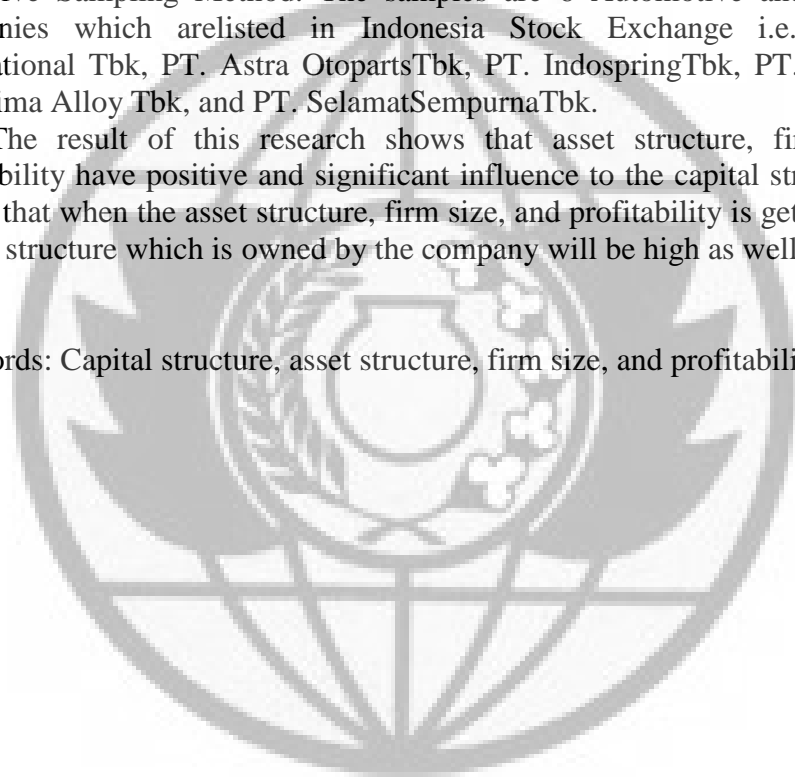 ve Sampling Method. The samples are Automotive and
nies which arelisted in Indonesia Stock Exchange i.e.
ational Tbk, PT. Astra OtopartsTbk, PT. IndospringTbk, PT.
ima Alloy Tbk, and PT. SelamatSempurnaTbk.
The result of this research shows that asset structure, fir
bility have positive and significant influence to the capital str
that when the asset structure, firm size, and profitability is get
structure which is owned by the company will be high as well
ords: Capital structure, asset structure, firm size, and profitabili